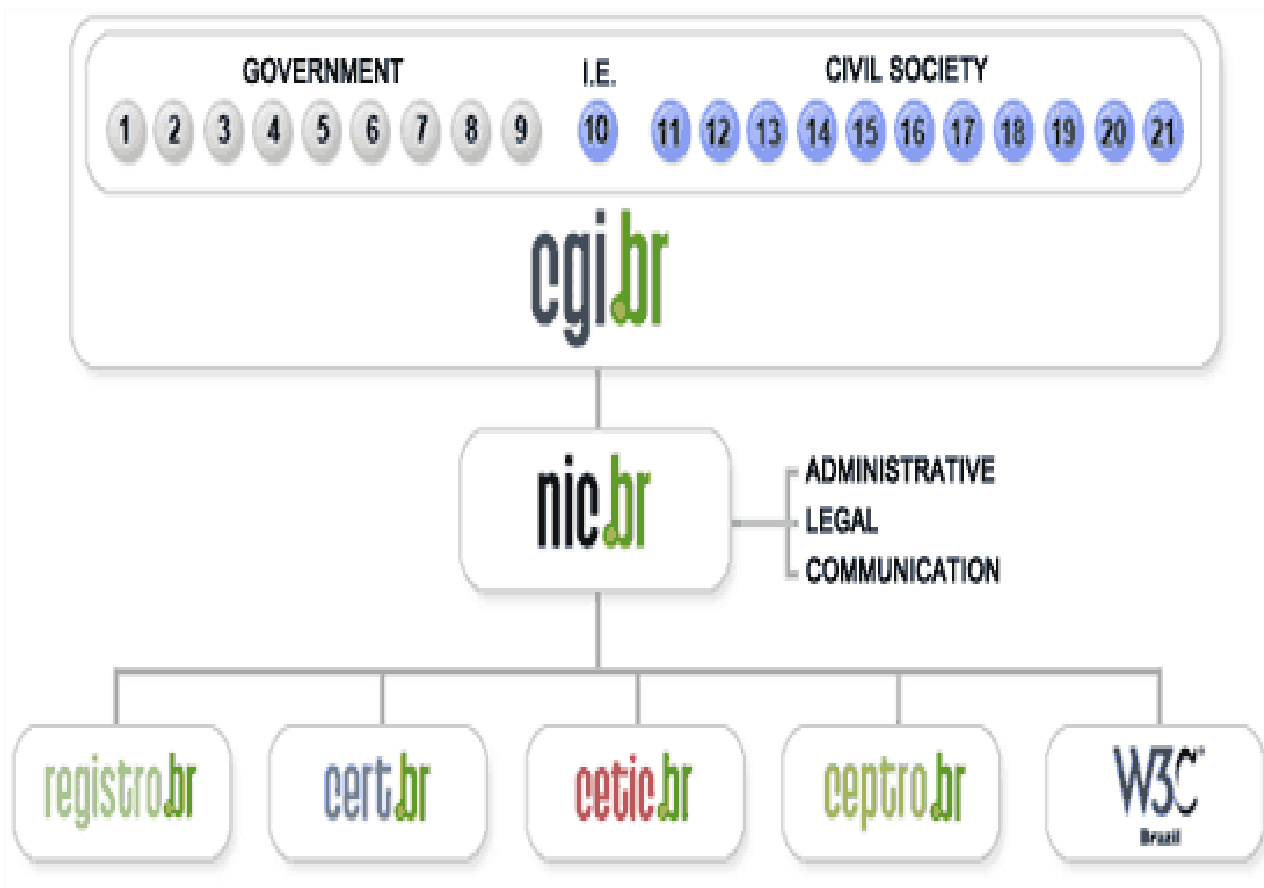 GOVERNMENT I.E. CIVIL SOCIETY
1 2 3 4 5 6 7 8 9 10 11 12 13 14 15 16 17 18 19 20 21
cgi.br
nic.br
ADMINISTRATIVE
LEGAL
COMMUNICATION
registro.br cert.br cetic.br ceptro.br W3C®
Brazil